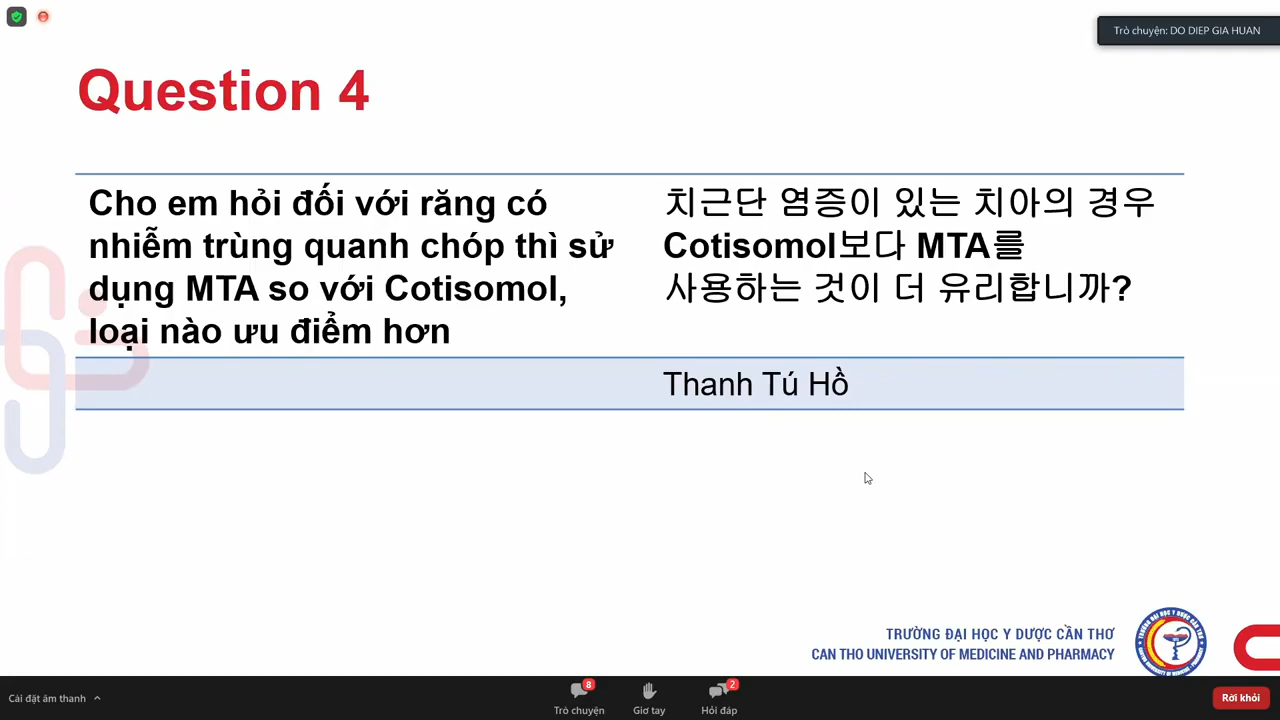 Trò chuyện: DO DIEP GIA HUAN
Question 4
Cho em hỏi đối với răng có
nhiễm trùng quanh chóp thì sử
dụng MTA so với Cotisomol,
loại nào ưu điểm hơn
치근단 염증이 있는 치아의 경우
Cotisomol보다 MTA를
사용하는 것이 더 유리합니까?
Thanh Tú Hồ
TRƯỜNG ĐẠI HỌC Y DƯỢC CẦN THƠ
CAN THO UNIVERSITY OF MEDICINE AND PHARMACY
Cài đặt âm thanh
8
Trò chuyện
Giơ tay
2
Hỏi đáp
Rời khỏi